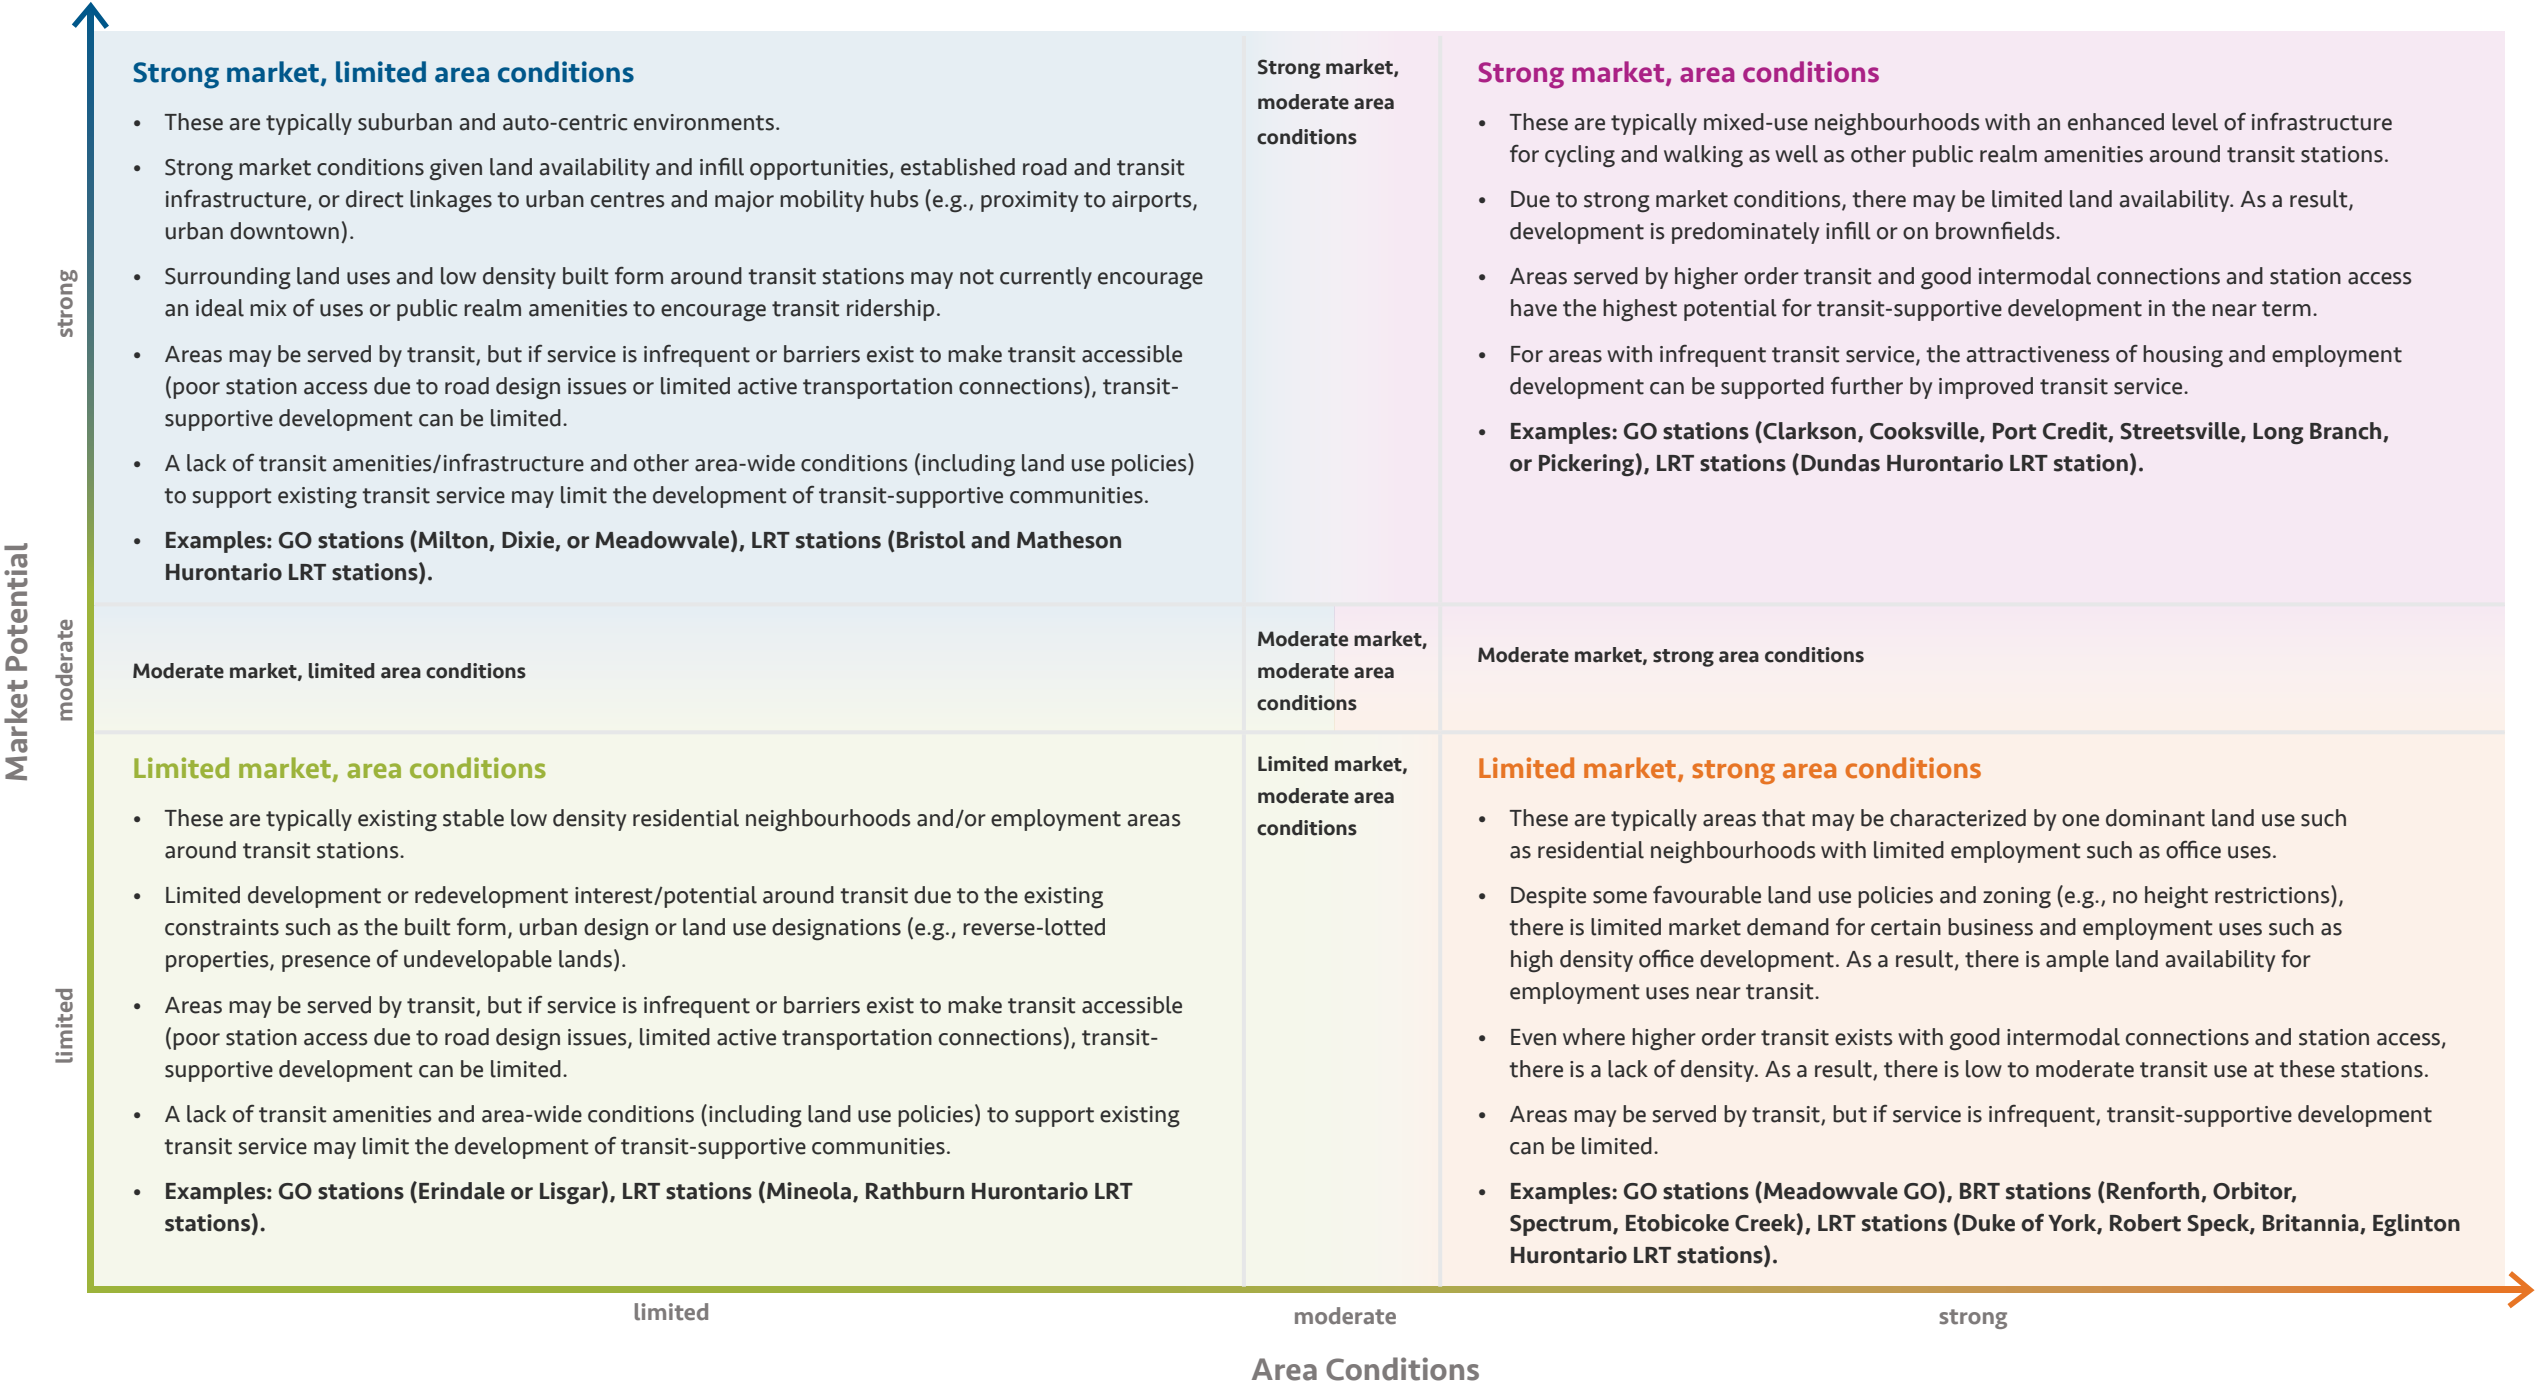 Market Potential
strong
moderate
limited
Strong market, limited area conditions
• These are typically suburban and auto-centric environments.
• Strong market conditions given land availability and infill opportunities, established road and transit
infrastructure, or direct linkages to urban centres and major mobility hubs (e.g., proximity to airports,
urban downtown).
• Surrounding land uses and low density built form around transit stations may not currently encourage
an ideal mix of uses or public realm amenities to encourage transit ridership.
• Areas may be served by transit, but if service is infrequent or barriers exist to make transit accessible
(poor station access due to road design issues or limited active transportation connections), transit-
supportive development can be limited.
• A lack of transit amenities/infrastructure and other area-wide conditions (including land use policies)
to support existing transit service may limit the development of transit-supportive communities.
• Examples: GO stations (Milton, Dixie, or Meadowvale), LRT stations (Bristol and Matheson
Hurontario LRT stations).
Strong market,
moderate area
conditions
Strong market, area conditions
• These are typically mixed-use neighbourhoods with an enhanced level of infrastructure
for cycling and walking as well as other public realm amenities around transit stations.
• Due to strong market conditions, there may be limited land availability. As a result,
development is predominately infill or on brownfields.
• Areas served by higher order transit and good intermodal connections and station access
have the highest potential for transit-supportive development in the near term.
• For areas with infrequent transit service, the attractiveness of housing and employment
development can be supported further by improved transit service.
• Examples: GO stations (Clarkson, Cooksville, Port Credit, Streetsville, Long Branch,
or Pickering), LRT stations (Dundas Hurontario LRT station).
Moderate market, limited area conditions
Moderate market,
moderate area
conditions
Moderate market, strong area conditions
Limited market, area conditions
• These are typically existing stable low density residential neighbourhoods and/or employment areas
around transit stations.
• Limited development or redevelopment interest/potential around transit due to the existing
constraints such as the built form, urban design or land use designations (e.g., reverse-lotted
properties, presence of undevelopable lands).
• Areas may be served by transit, but if service is infrequent or barriers exist to make transit accessible
(poor station access due to road design issues, limited active transportation connections), transit-
supportive development can be limited.
• A lack of transit amenities and area-wide conditions (including land use policies) to support existing
transit service may limit the development of transit-supportive communities.
• Examples: GO stations (Erindale or Lisgar), LRT stations (Mineola, Rathburn Hurontario LRT
stations).
Limited market,
moderate area
conditions
Limited market, strong area conditions
• These are typically areas that may be characterized by one dominant land use such
as residential neighbourhoods with limited employment such as office uses.
• Despite some favourable land use policies and zoning (e.g., no height restrictions),
there is limited market demand for certain business and employment uses such as
high density office development. As a result, there is ample land availability for
employment uses near transit.
• Even where higher order transit exists with good intermodal connections and station access,
there is a lack of density. As a result, there is low to moderate transit use at these stations.
• Areas may be served by transit, but if service is infrequent, transit-supportive development
can be limited.
• Examples: GO stations (Meadowvale GO), BRT stations (Renforth, Orbitor,
Spectrum, Etobicoke Creek), LRT stations (Duke of York, Robert Speck, Britannia, Eglinton
Hurontario LRT stations).
limited
moderate
strong
Area Conditions